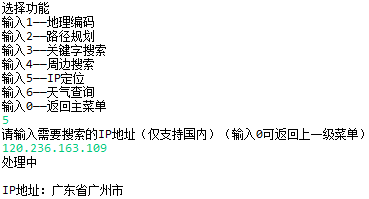 选择功能
输入1——地理编码
输入2——路径规划
输入3——关键字搜索
输入4——周边搜索
输入5——IP定位
输入6——天气查询
输入0——返回主菜单
5
请输入需要搜索的IP地址（仅支持国内）（输入0可返回上一级菜单）
120.236.163.109
处理中
IP地址：广东省广州市